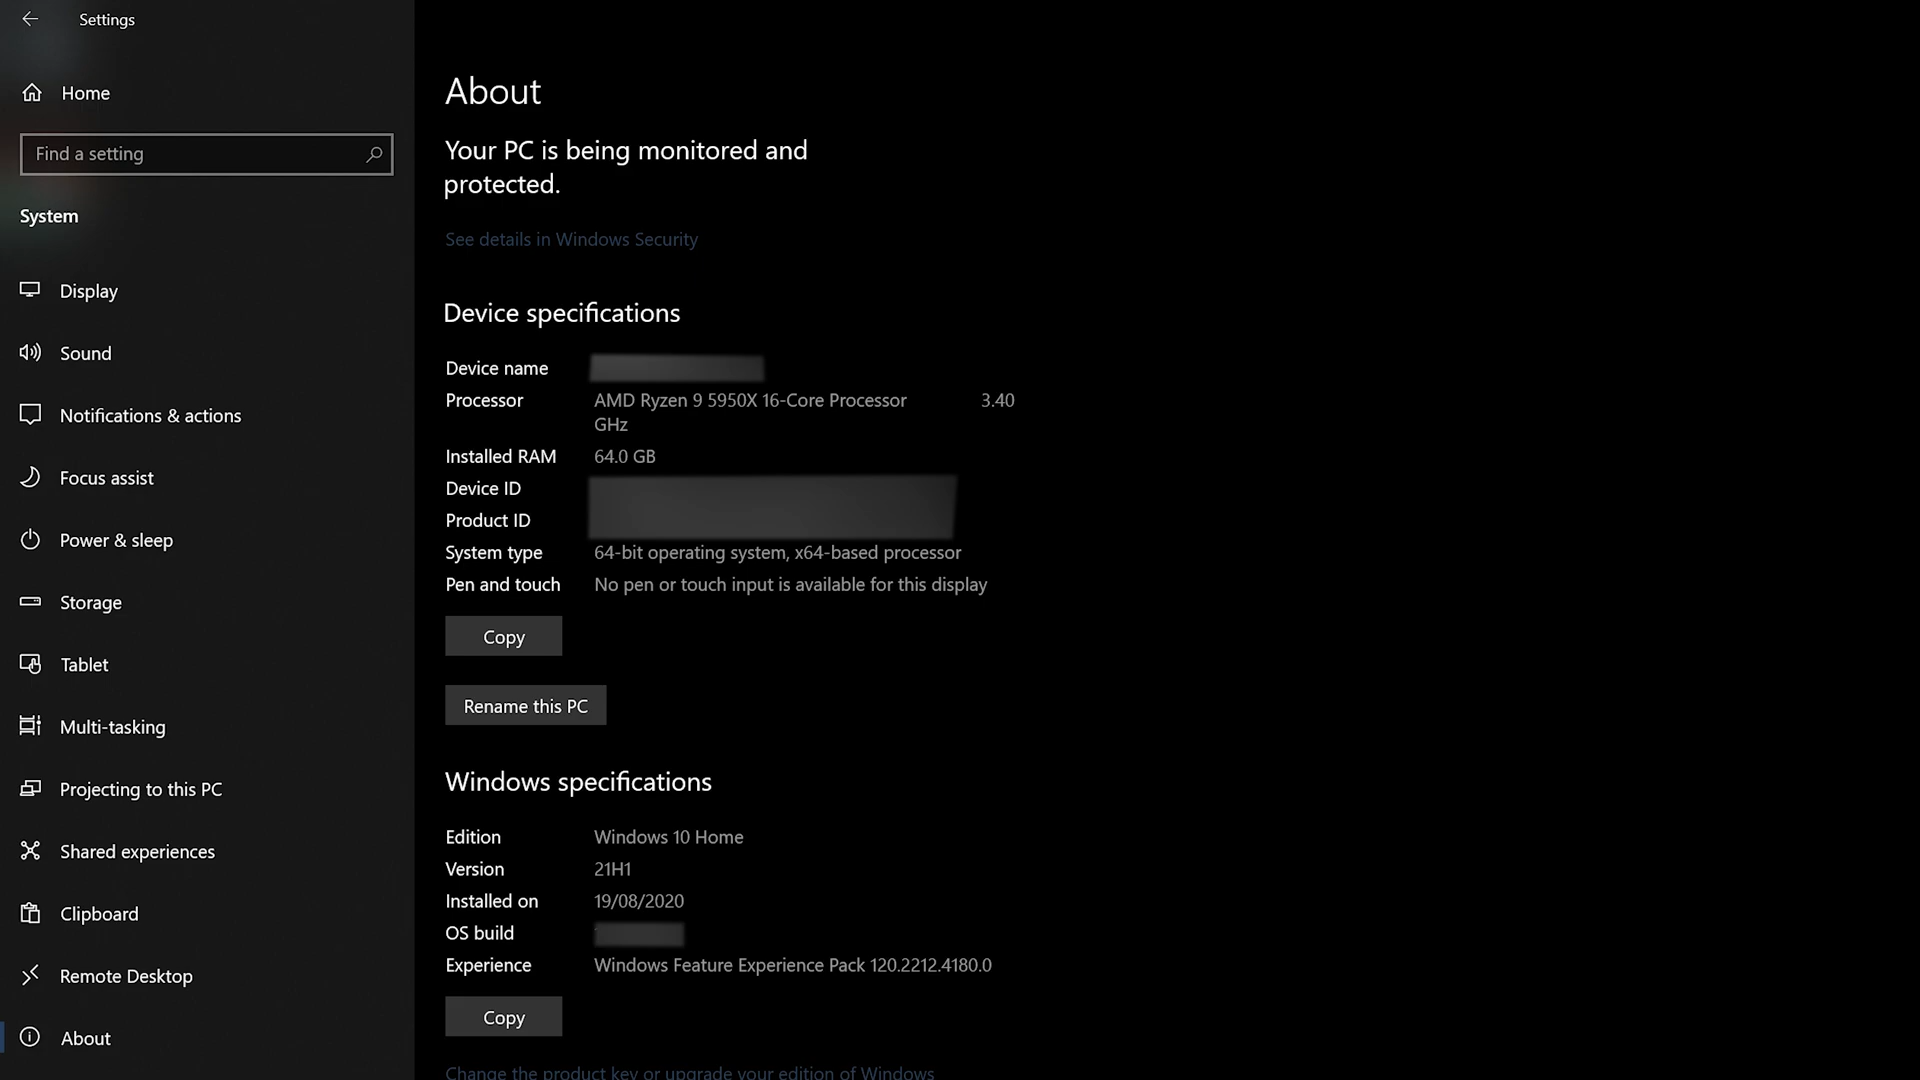 Settings
Home
Find a setting
System
Display
Sound
Notifications & actions
Focus assist
Power & sleep
Storage
Tablet
Multi-tasking
Projecting to this PC
Shared experiences
Clipboard
Remote Desktop
About
About
Your PC is being monitored and
protected.
See details in Windows Security
Device specifications
Device name
Processor AMD Ryzen 9 5950X 16-Core Processor 3.40
GHz
Installed RAM 64.0 GB
Device ID
Product ID
System type 64-bit operating system, x64-based processor
Pen and touch No pen or touch input is available for this display
Copy
Rename this PC
Windows specifications
Edition Windows 10 Home
Version 21H1
Installed on 19/08/2020
OS build
Experience Windows Feature Experience Pack 120.2212.4180.0
Copy
Change the product key or upgrade your edition of Windows